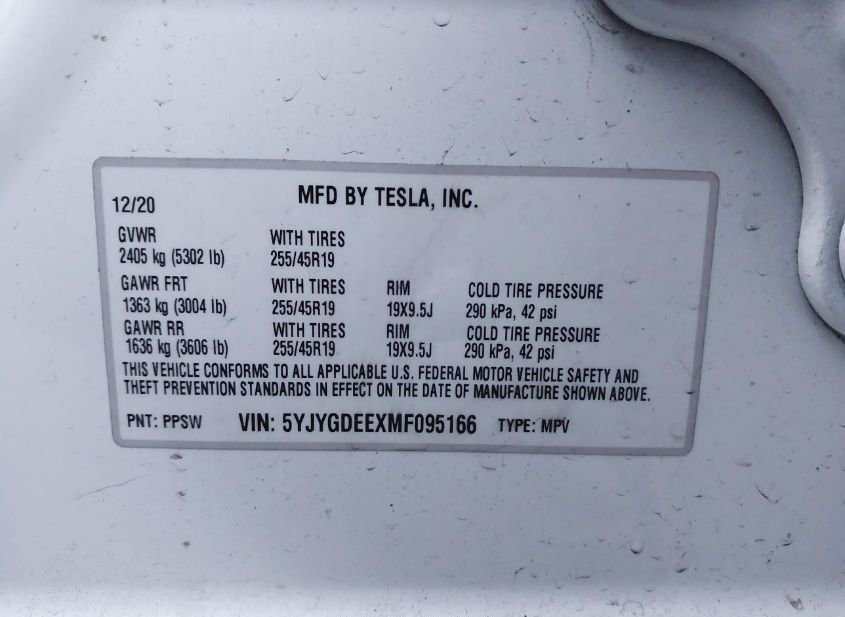 MFD BY TESLA, INC.
12/20
GVWR WITH TIRES
2405 kg (5302 lb) 255/45R19
GAWR FRT WITH TIRES RIM COLD TIRE PRESSURE
1363 kg (3004 lb) 255/45R19 19X9.5J 290 kPa, 42 psi
GAWR RR WITH TIRES RIM COLD TIRE PRESSURE
1636 kg (3606 lb) 255/45R19 19X9.5J 290 kPa, 42 psi
THIS VEHICLE CONFORMS TO ALL APPLICABLE U.S. FEDERAL MOTOR VEHICLE SAFETY AND
THEFT PREVENTION STANDARDS IN EFFECT ON THE DATE OF MANUFACTURE SHOWN ABOVE.
PNT: PPSW VIN: 5YJYGDEEXMF095166 TYPE: MPV